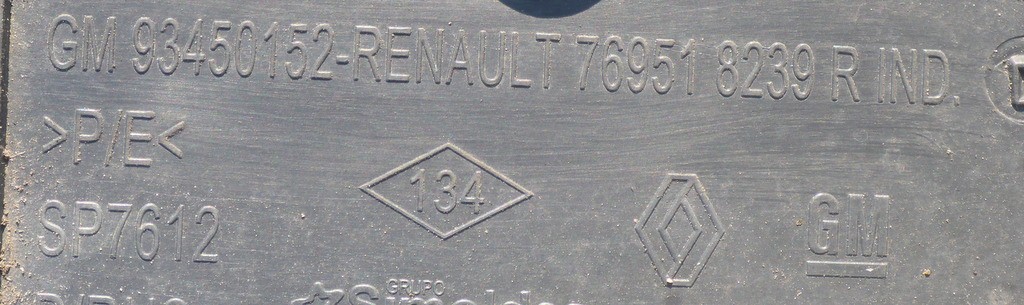 GM 93450152-RENAULT 76951 8239 R IND.
>P/E<
134
SP7612
GM
GRUPO